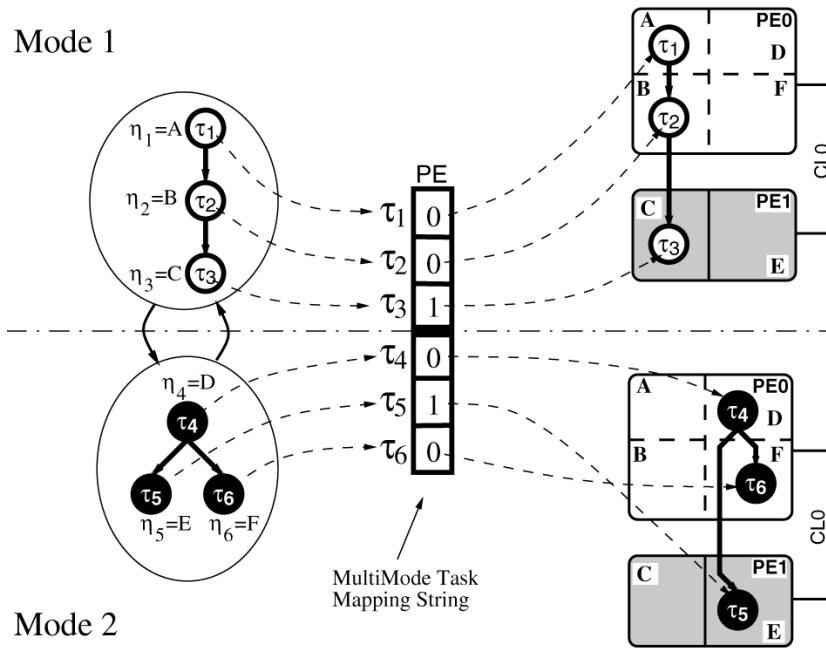 Mode 1
η1=A
τ1
η2=B
τ2
η3=C
τ3
PE
τ1 0
τ2 0
τ3 1
τ4 0
τ5 1
τ6 0
A PE0
τ1 D
B F
τ2
C PE1
τ3
E
CL0
η4=D
τ4
τ5 τ6
η5=E η6=F
MultiMode Task
Mapping String
A PE0
τ4 D
B F
τ6
C PE1
τ5
E
CL0
Mode 2